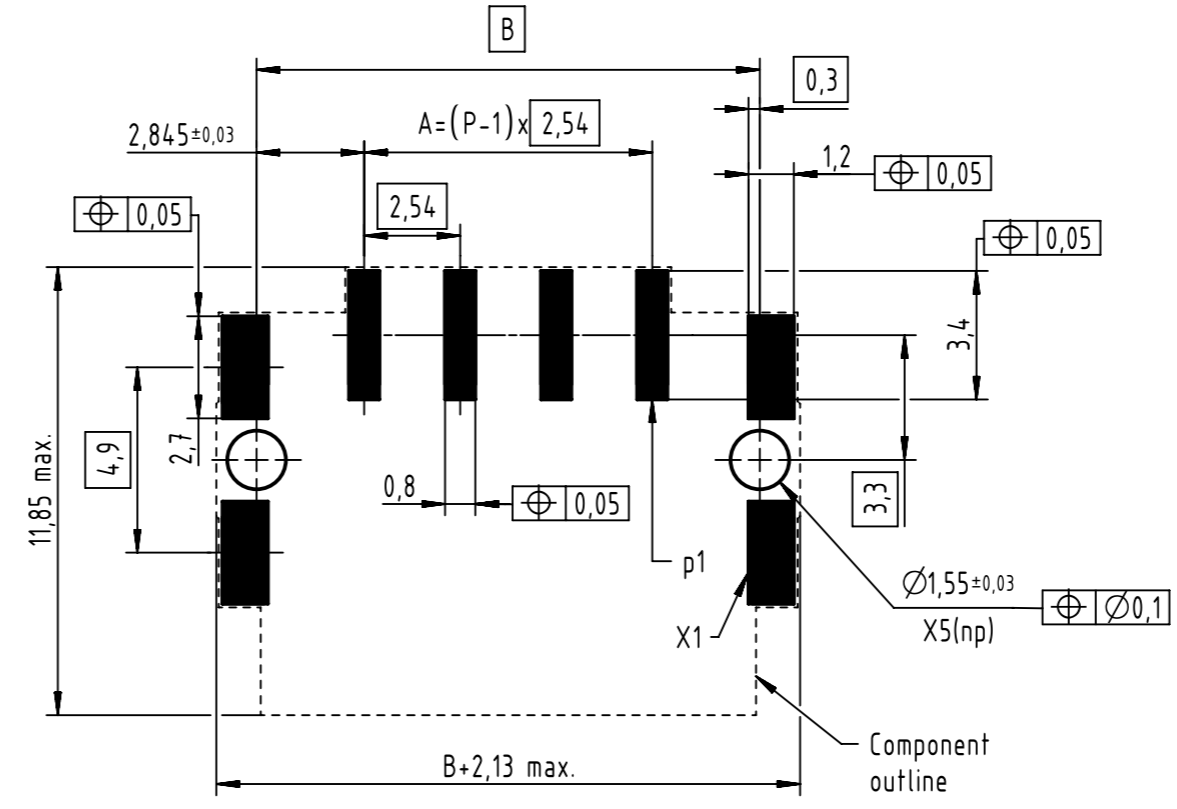 B
0,3
A=(P-1)x 2,54
2,845±0,03
1,2
⌖ 0,05
2,54
⌖ 0,05
⌖ 0,05
3,4
2,7
4,9
11,85 max.
0,8
⌖ 0,05
3,3
p1
Ø1,55±0,03
⌖ Ø0,1
X5(np)
X1
Component
outline
B+2,13 max.